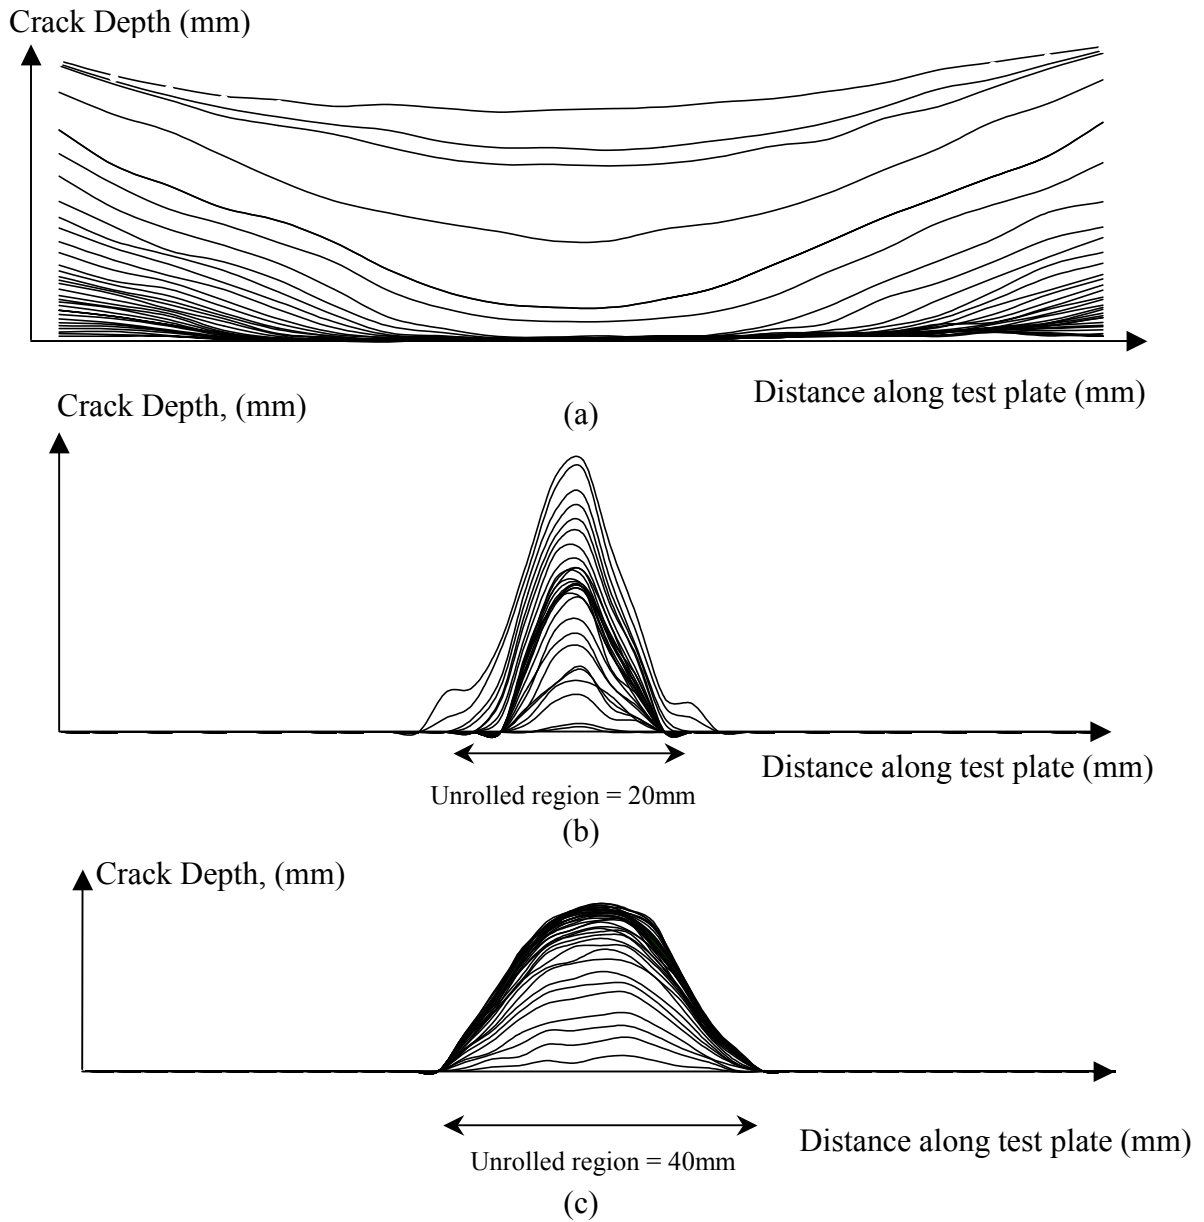 Crack Depth (mm)
Distance along test plate (mm)
(a)
Crack Depth, (mm)
Distance along test plate (mm)
Unrolled region = 20mm
(b)
Crack Depth, (mm)
Distance along test plate (mm)
Unrolled region = 40mm
(c)